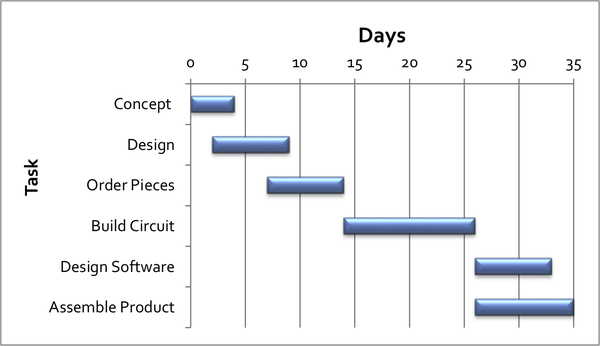 Days
0 5 10 15 20 25 30 35
Task
Concept
Design
Order Pieces
Build Circuit
Design Software
Assemble Product